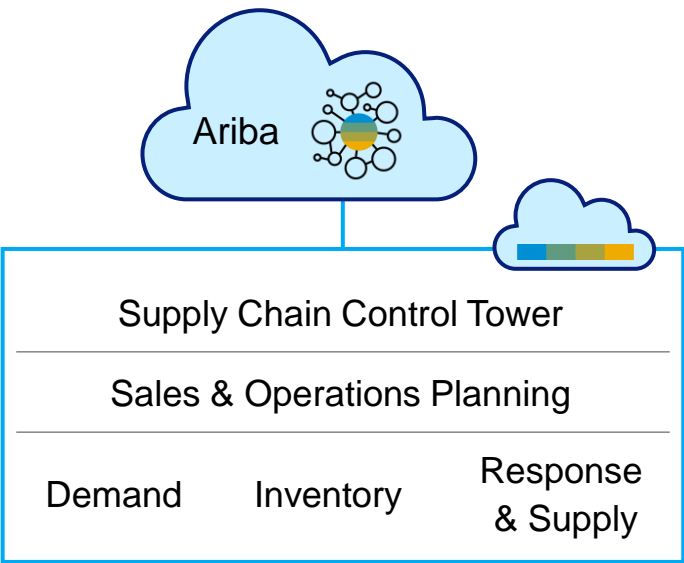 Ariba
Supply Chain Control Tower
Sales & Operations Planning
Demand
Inventory
Response
& Supply